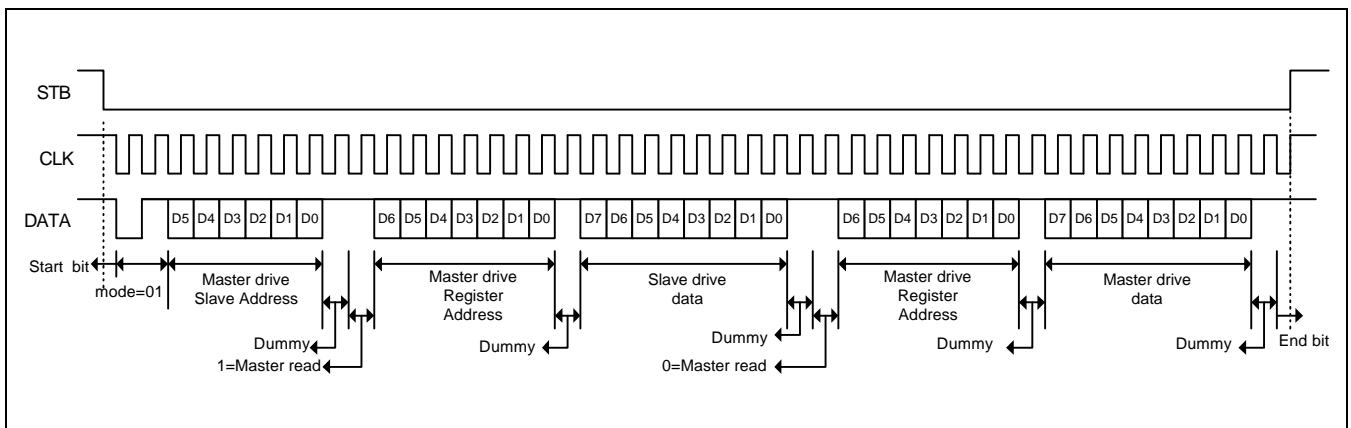 STB
CLK
DATA
D5 D4 D3 D2 D1 D0
D6 D5 D4 D3 D2 D1 D0
D7 D6 D5 D4 D3 D2 D1 D0
D6 D5 D4 D3 D2 D1 D0
D7 D6 D5 D4 D3 D2 D1 D0
Start bit
mode=01
Master drive
Slave Address
Dummy
1=Master read
Master drive
Register
Address
Dummy
Slave drive
data
Dummy
0=Master read
Master drive
Register
Address
Dummy
Master drive
data
Dummy
End bit